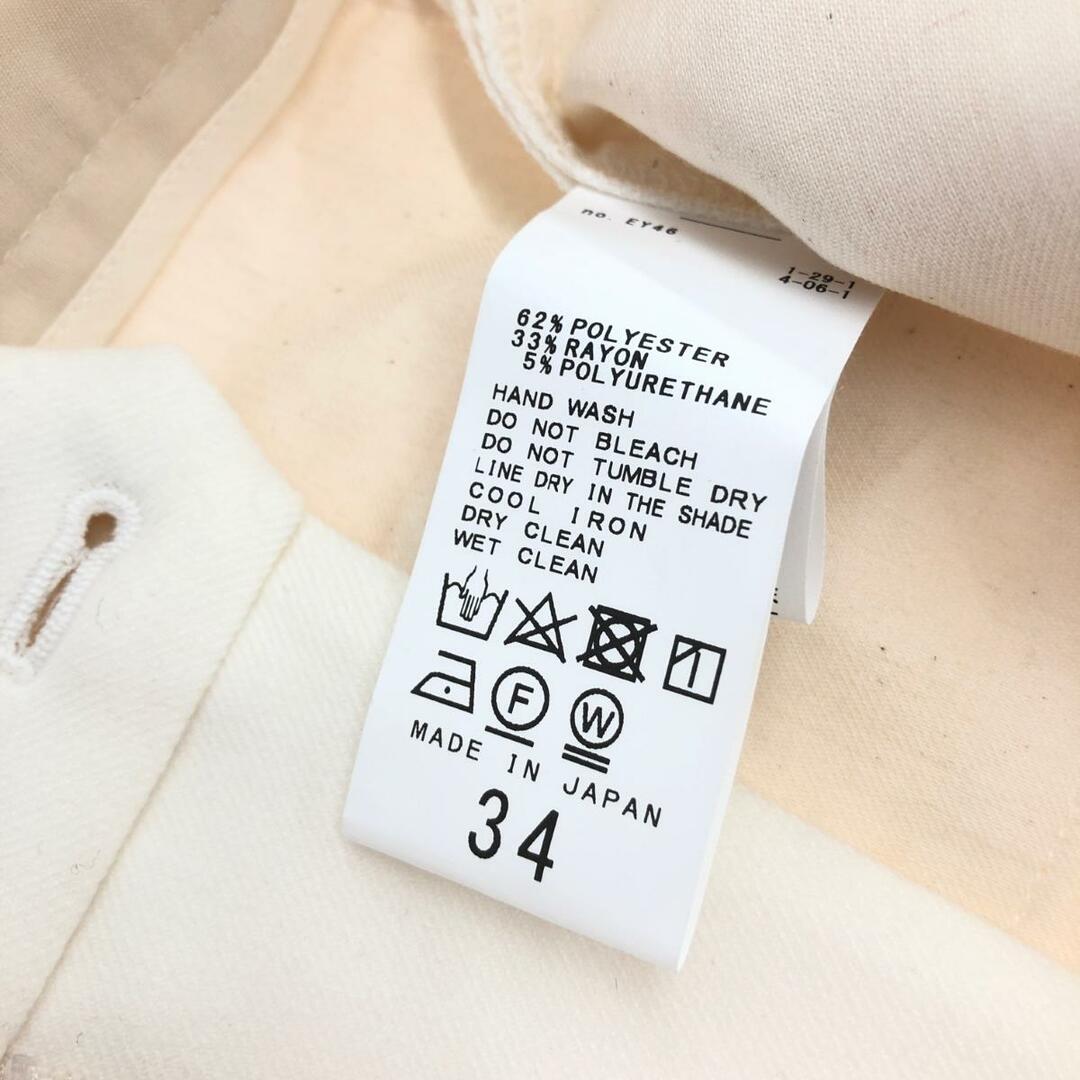 no. EY46
1-29-1
4-06-1
62% POLYESTER
33% RAYON
5% POLYURETHANE
HAND WASH
DO NOT BLEACH
DO NOT TUMBLE DRY
LINE DRY IN THE SHADE
COOL IRON
DRY CLEAN
WET CLEAN
F
W
MADE IN JAPAN
34